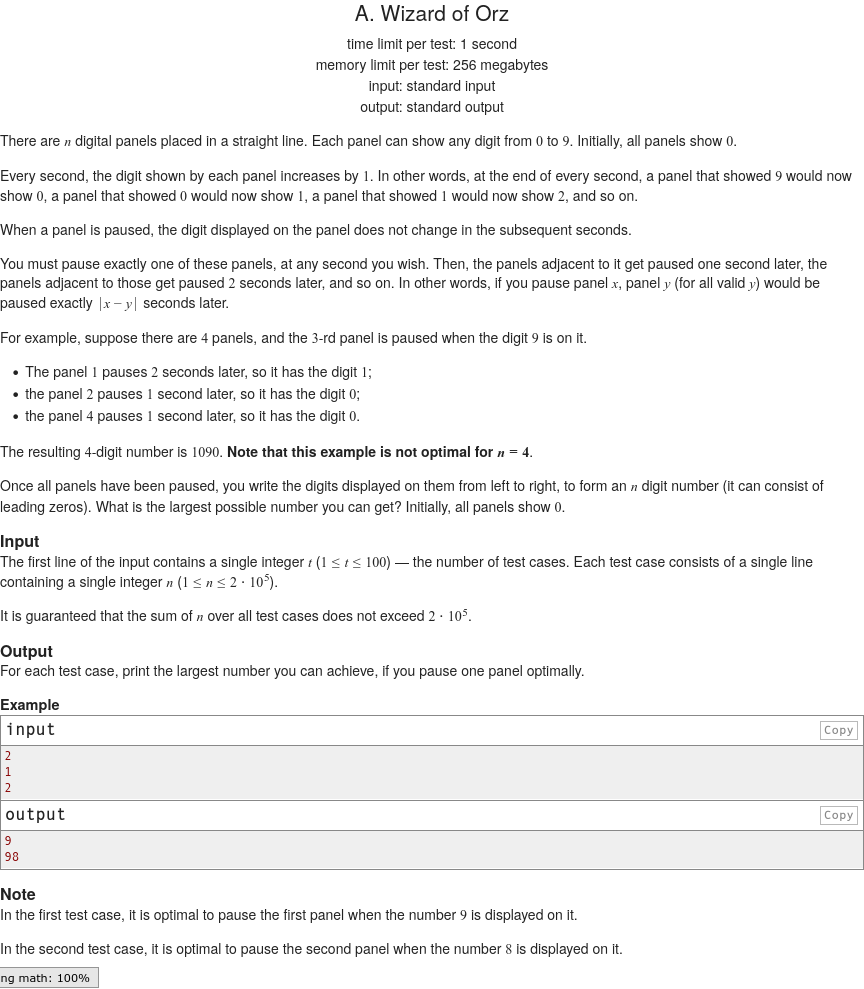 A. Wizard of Orz
time limit per test: 1 second
memory limit per test: 256 megabytes
input: standard input
output: standard output
There are n digital panels placed in a straight line. Each panel can show any digit from 0 to 9. Initially, all panels show 0.
Every second, the digit shown by each panel increases by 1. In other words, at the end of every second, a panel that showed 9 would now
show 0, a panel that showed 0 would now show 1, a panel that showed 1 would now show 2, and so on.
When a panel is paused, the digit displayed on the panel does not change in the subsequent seconds.
You must pause exactly one of these panels, at any second you wish. Then, the panels adjacent to it get paused one second later, the
panels adjacent to those get paused 2 seconds later, and so on. In other words, if you pause panel x, panel y (for all valid y) would be
paused exactly |x − y| seconds later.
For example, suppose there are 4 panels, and the 3-rd panel is paused when the digit 9 is on it.
• The panel 1 pauses 2 seconds later, so it has the digit 1;
• the panel 2 pauses 1 second later, so it has the digit 0;
• the panel 4 pauses 1 second later, so it has the digit 0.
The resulting 4-digit number is 1090. Note that this example is not optimal for n = 4.
Once all panels have been paused, you write the digits displayed on them from left to right, to form an n digit number (it can consist of
leading zeros). What is the largest possible number you can get? Initially, all panels show 0.
Input
The first line of the input contains a single integer t (1 ≤ t ≤ 100) — the number of test cases. Each test case consists of a single line
containing a single integer n (1 ≤ n ≤ 2 · 10⁵).
It is guaranteed that the sum of n over all test cases does not exceed 2 · 10⁵.
Output
For each test case, print the largest number you can achieve, if you pause one panel optimally.
Example
input Copy
2
1
2
output Copy
9
98
Note
In the first test case, it is optimal to pause the first panel when the number 9 is displayed on it.
In the second test case, it is optimal to pause the second panel when the number 8 is displayed on it.
ng math: 100%